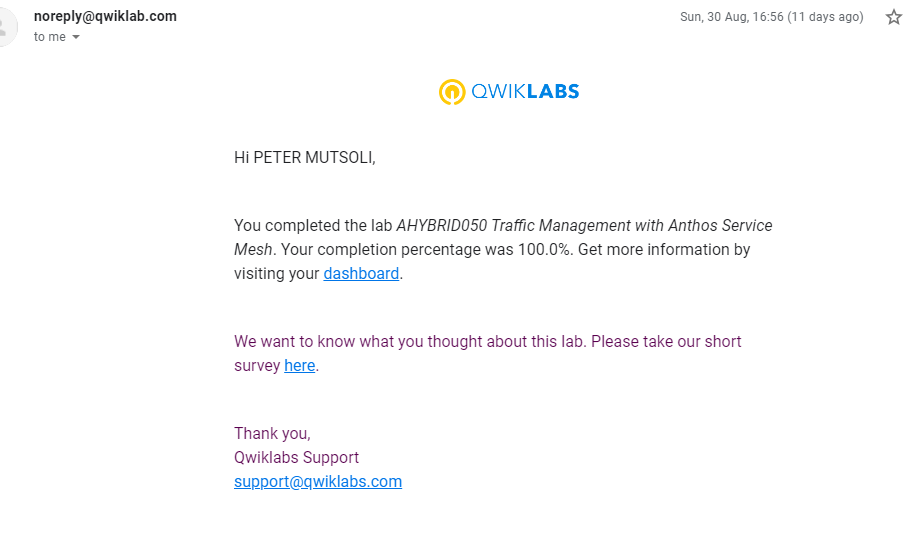 noreply@qwiklab.com
Sun, 30 Aug, 16:56 (11 days ago)
to me
QWIKLABS
Hi PETER MUTSOLI,
You completed the lab AHYBRID050 Traffic Management with Anthos Service
Mesh. Your completion percentage was 100.0%. Get more information by
visiting your dashboard.
We want to know what you thought about this lab. Please take our short
survey here.
Thank you,
Qwiklabs Support
support@qwiklabs.com